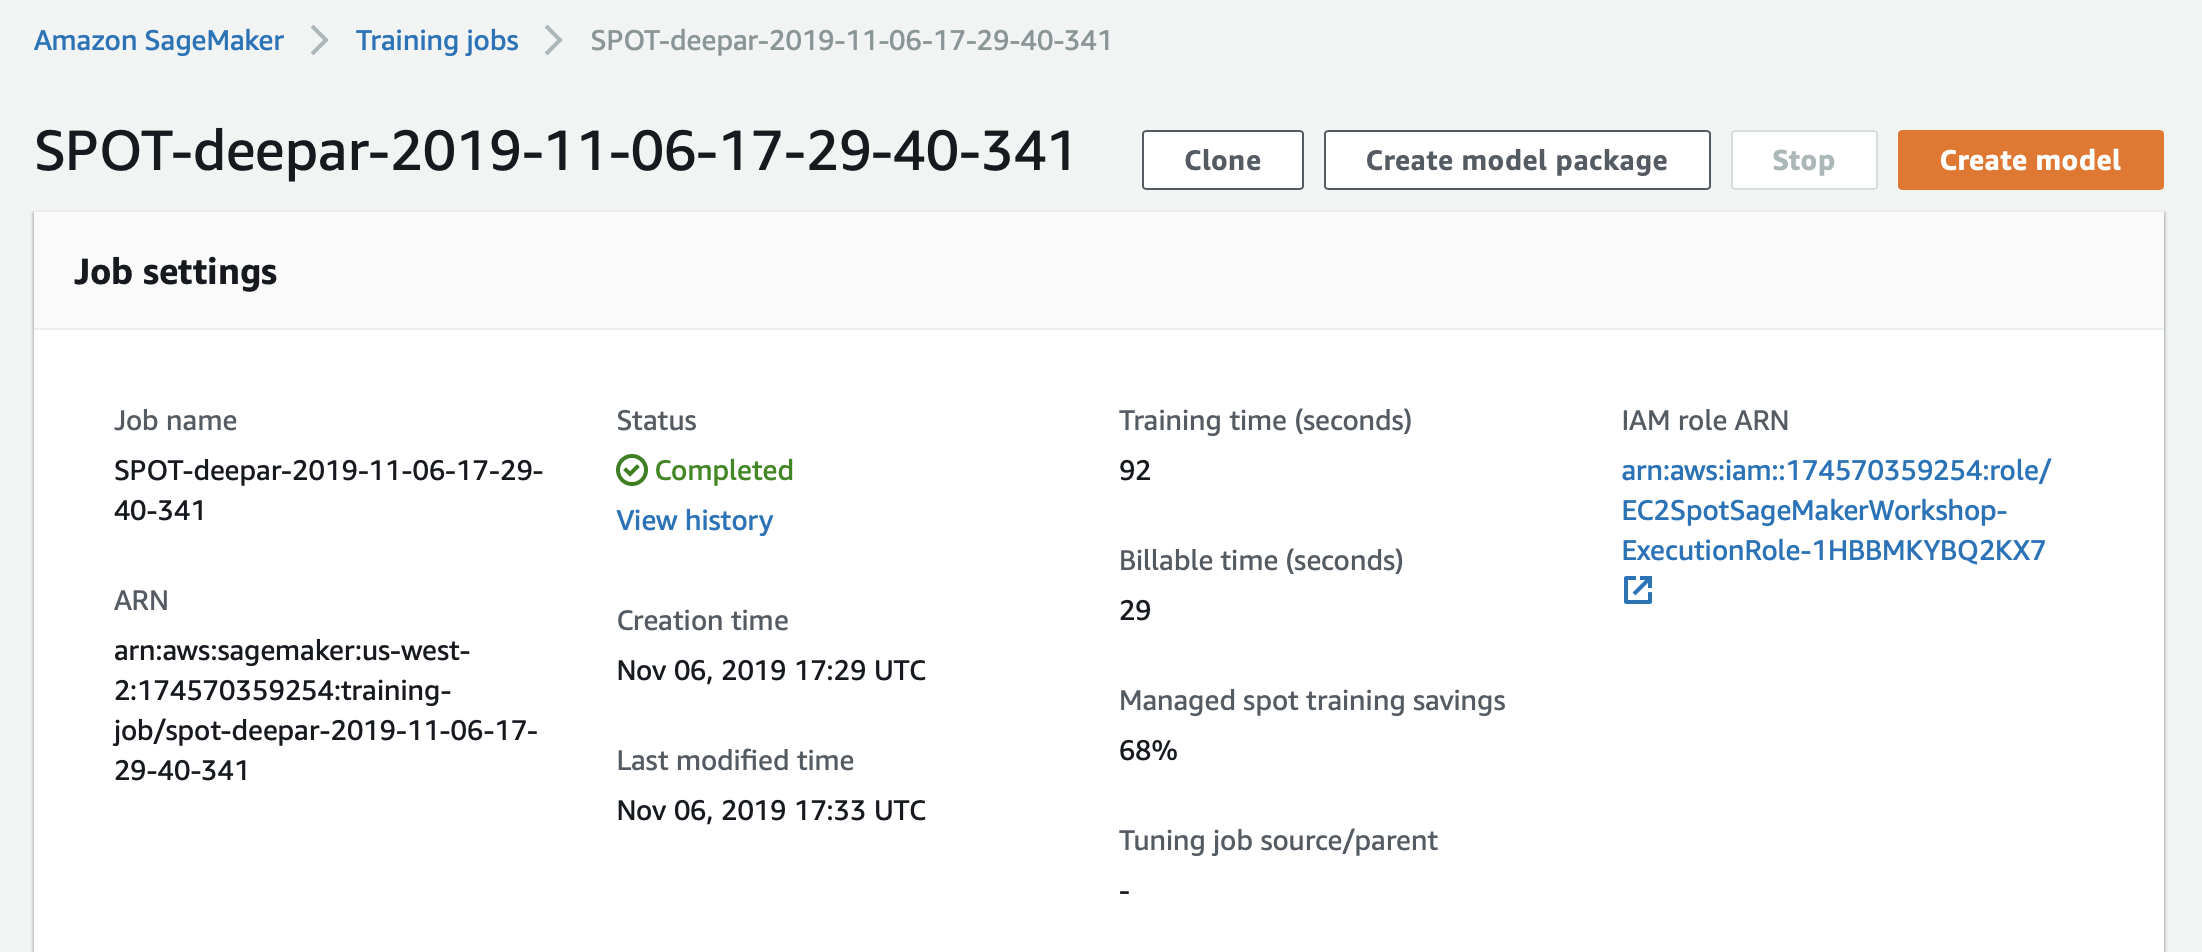 Amazon SageMaker > Training jobs > SPOT-deepar-2019-11-06-17-29-40-341
SPOT-deepar-2019-11-06-17-29-40-341
Clone
Create model package
Stop
Create model
Job settings
Job name
SPOT-deepar-2019-11-06-17-29-
40-341
ARN
arn:aws:sagemaker:us-west-
2:174570359254:training-
job/spot-deepar-2019-11-06-17-
29-40-341
Status
Completed
View history
Creation time
Nov 06, 2019 17:29 UTC
Last modified time
Nov 06, 2019 17:33 UTC
Training time (seconds)
92
Billable time (seconds)
29
Managed spot training savings
68%
Tuning job source/parent
-
IAM role ARN
arn:aws:iam::174570359254:role/
EC2SpotSageMakerWorkshop-
ExecutionRole-1HBBMKYBQ2KX7